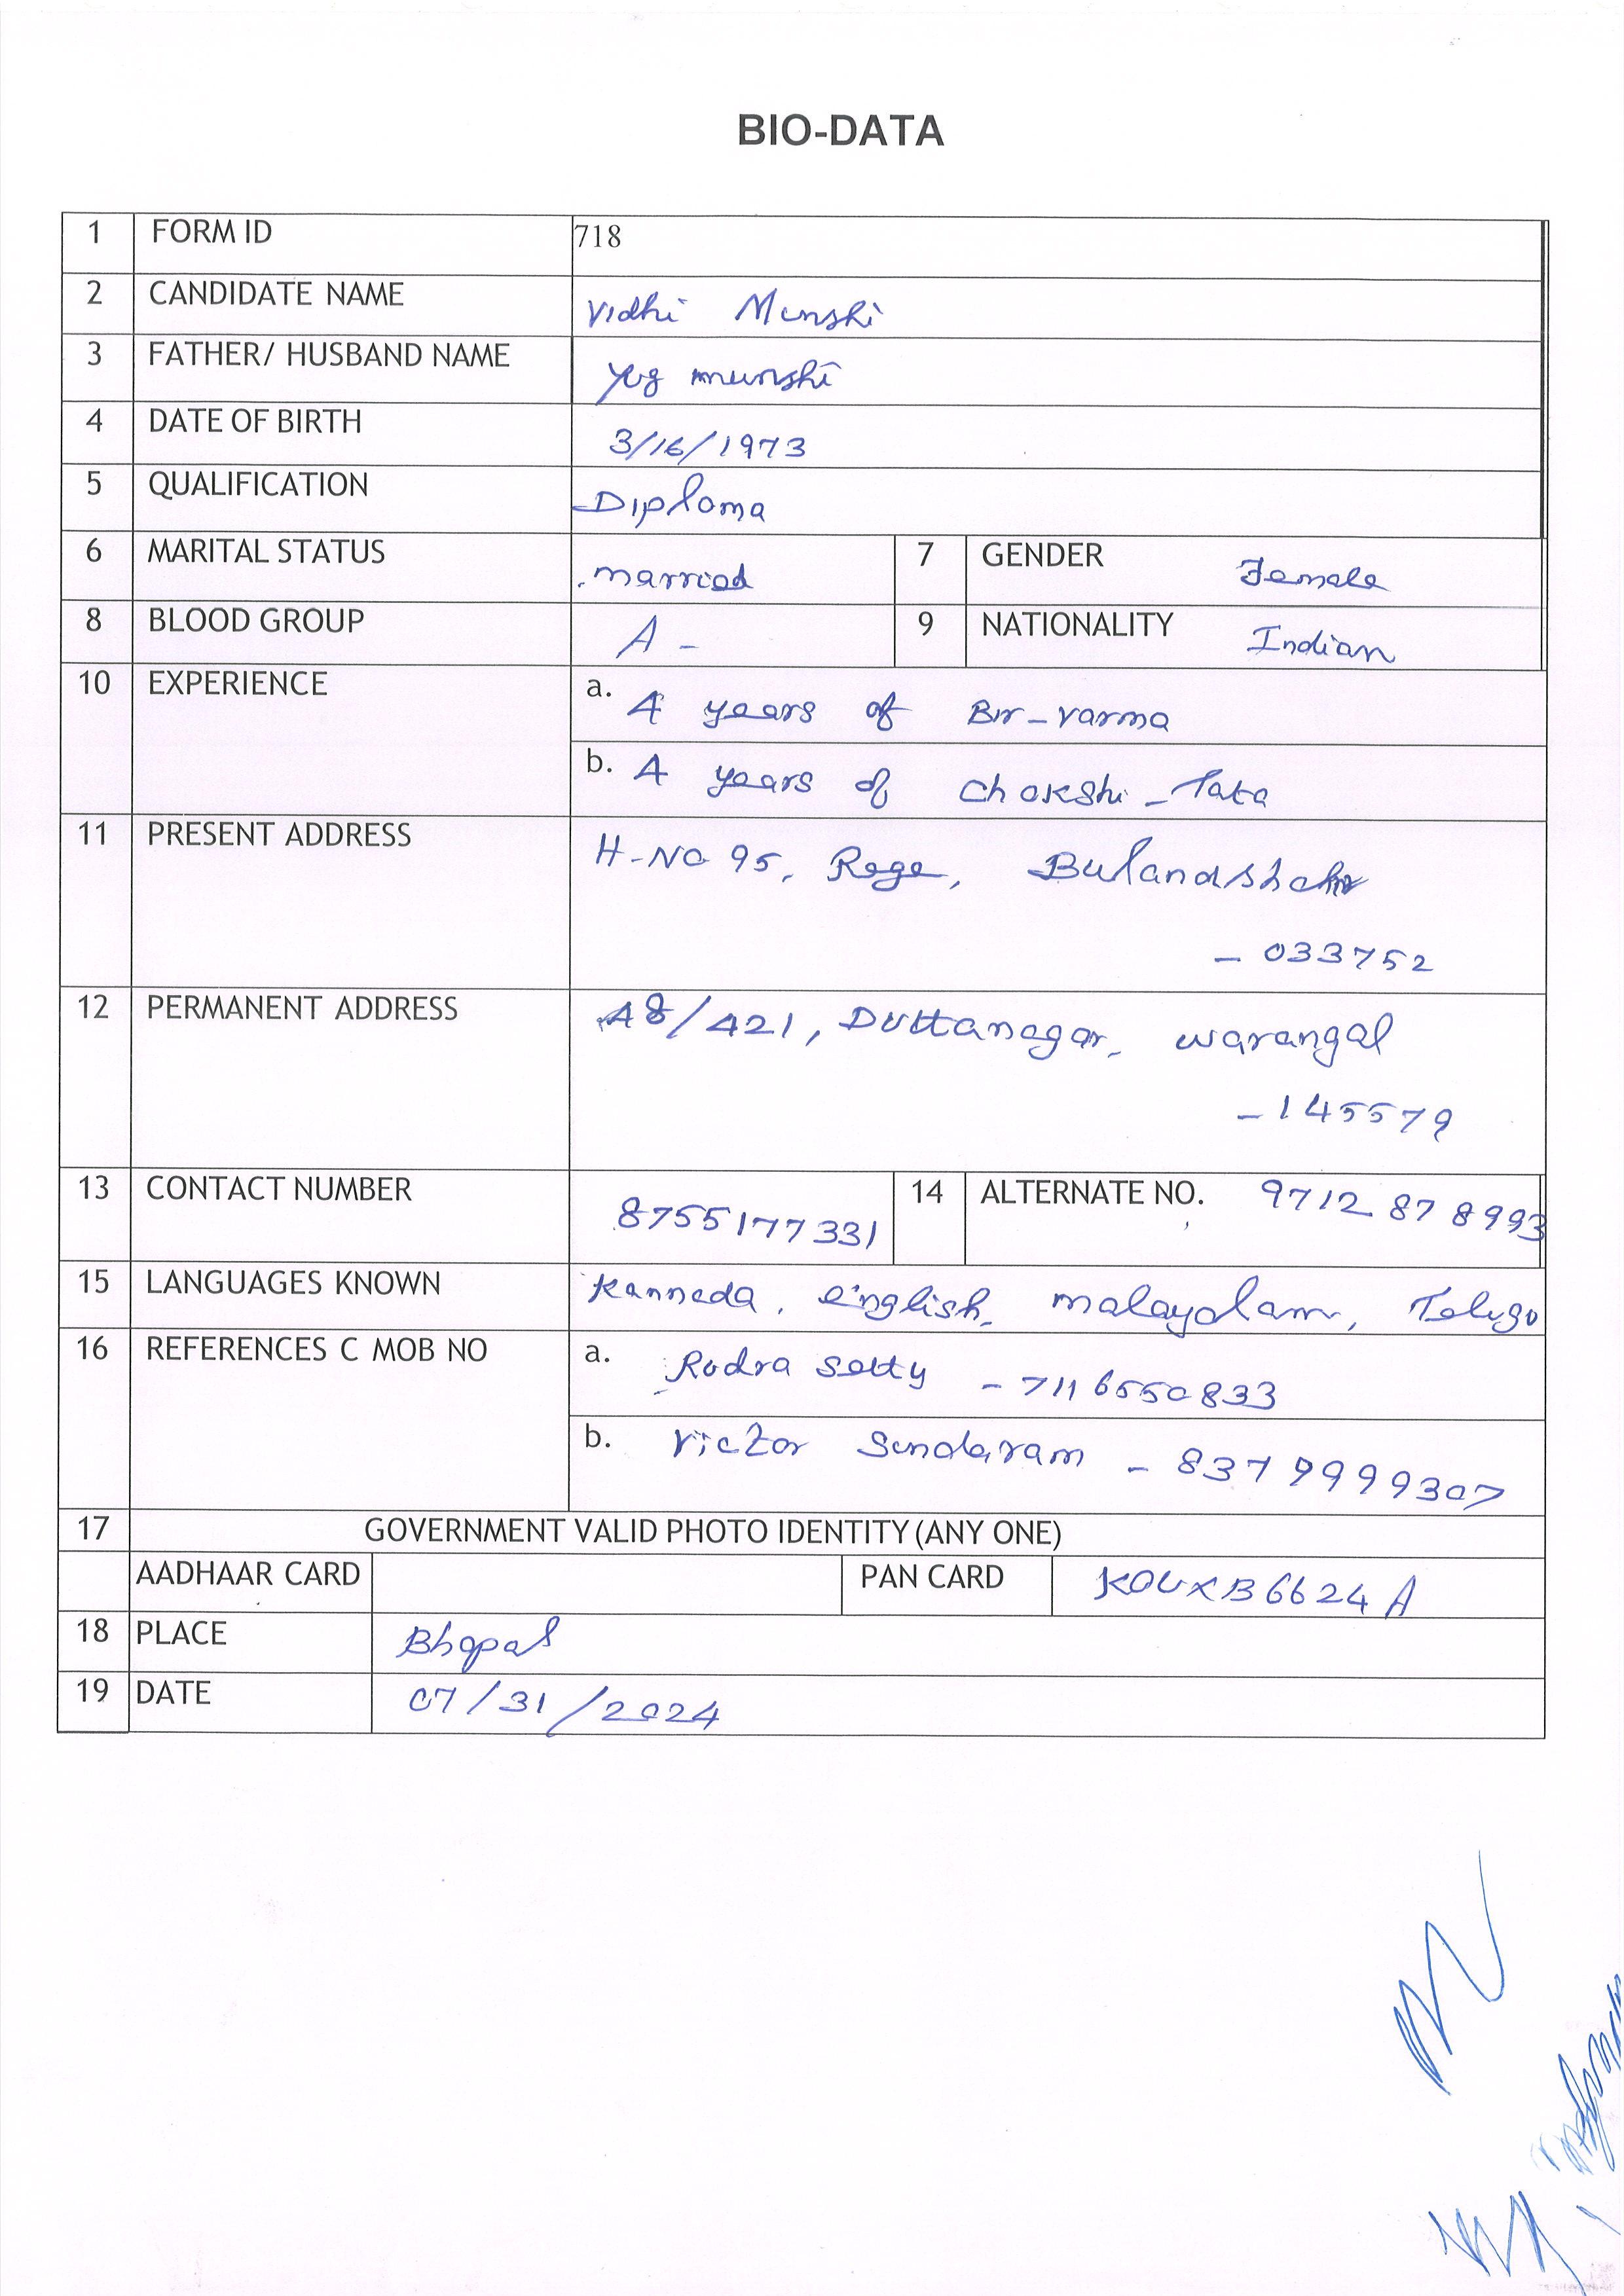 BIO-DATA
1 FORM ID 718
2 CANDIDATE NAME Vidhi Munshi
3 FATHER/ HUSBAND NAME Yug munshi
4 DATE OF BIRTH 3/16/1973
5 QUALIFICATION Diploma
6 MARITAL STATUS married 7 GENDER Female
8 BLOOD GROUP A - 9 NATIONALITY Indian
10 EXPERIENCE a. 4 years of Bir-varma
b. 4 years of Chokshi-Tata
11 PRESENT ADDRESS H-NO 95, Rege, Bulandshahr
- 033752
12 PERMANENT ADDRESS 48/421, Duttanagar, warangal
- 145579
13 CONTACT NUMBER 8755177331 14 ALTERNATE NO. 9712878993
15 LANGUAGES KNOWN Kannada, English, malayalam, Telugu
16 REFERENCES C MOB NO a. Rudra Setty - 7116550833
b. Victor Sundaram - 8379999307
17 GOVERNMENT VALID PHOTO IDENTITY (ANY ONE)
AADHAAR CARD PAN CARD KOUXB6624A
18 PLACE Bhopal
19 DATE 07/31/2024